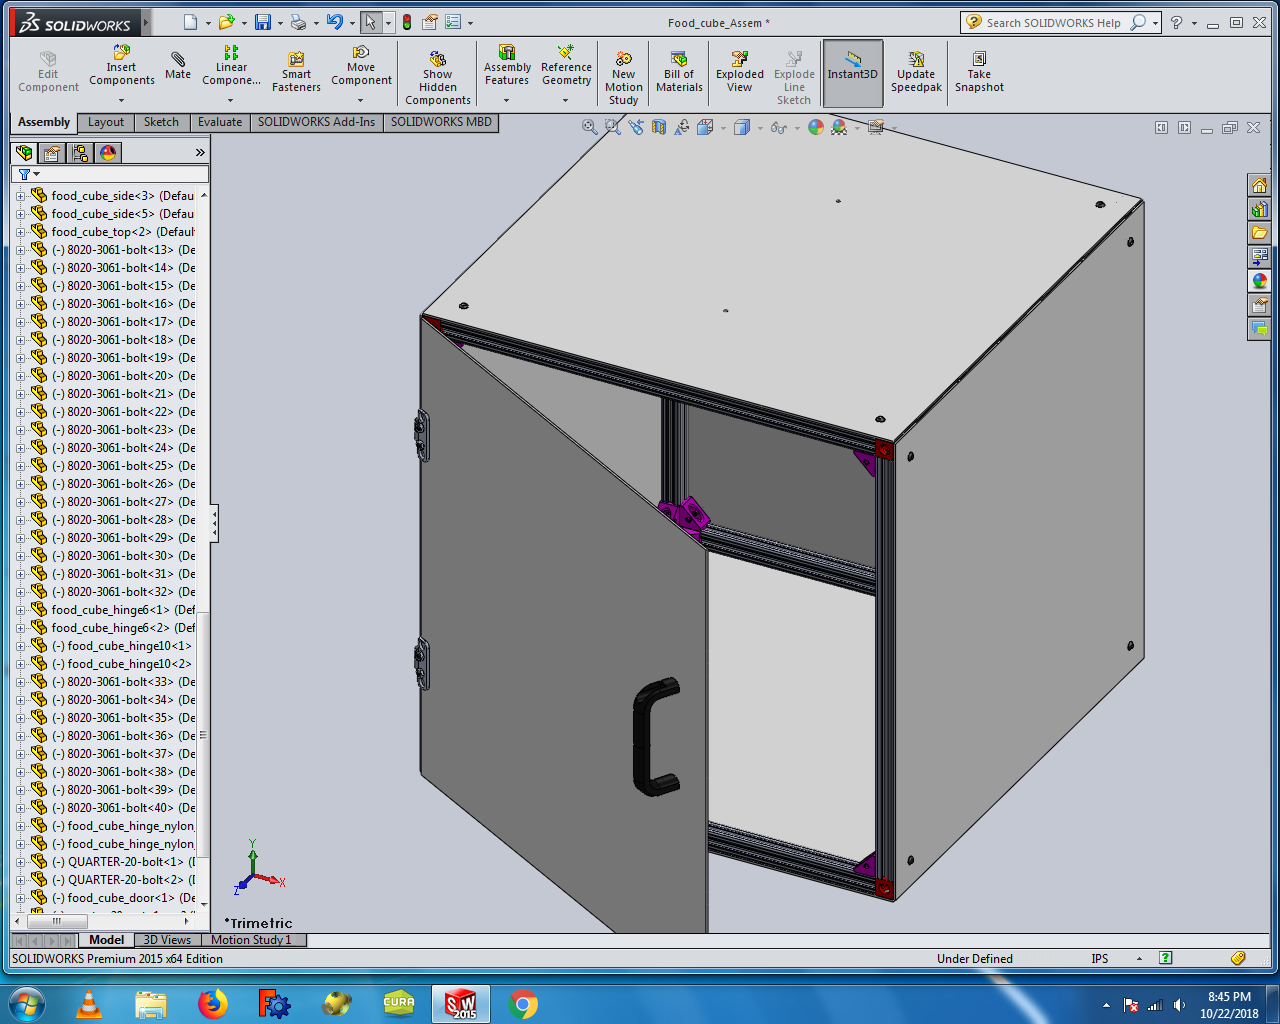 SOLIDWORKS
Food_cube_Assem *
Search SOLIDWORKS Help
Edit Component
Insert Components
Mate
Linear Compone...
Smart Fasteners
Move Component
Show Hidden Components
Assembly Features
Reference Geometry
New Motion Study
Bill of Materials
Exploded View
Explode Line Sketch
Instant3D
Update Speedpak
Take Snapshot
Assembly
Layout
Sketch
Evaluate
SOLIDWORKS Add-Ins
SOLIDWORKS MBD
food_cube_side<3> (Defau
food_cube_side<5> (Defau
food_cube_top<2> (Default
(-) 8020-3061-bolt<13> (De
(-) 8020-3061-bolt<14> (De
(-) 8020-3061-bolt<15> (De
(-) 8020-3061-bolt<16> (De
(-) 8020-3061-bolt<17> (De
(-) 8020-3061-bolt<18> (De
(-) 8020-3061-bolt<19> (De
(-) 8020-3061-bolt<20> (De
(-) 8020-3061-bolt<21> (De
(-) 8020-3061-bolt<22> (De
(-) 8020-3061-bolt<23> (De
(-) 8020-3061-bolt<24> (De
(-) 8020-3061-bolt<25> (De
(-) 8020-3061-bolt<26> (De
(-) 8020-3061-bolt<27> (De
(-) 8020-3061-bolt<28> (De
(-) 8020-3061-bolt<29> (De
(-) 8020-3061-bolt<30> (De
(-) 8020-3061-bolt<31> (De
(-) 8020-3061-bolt<32> (De
food_cube_hinge6<1> (Def
food_cube_hinge6<2> (Def
(-) food_cube_hinge10<1>
(-) food_cube_hinge10<2>
(-) 8020-3061-bolt<33> (De
(-) 8020-3061-bolt<34> (De
(-) 8020-3061-bolt<35> (De
(-) 8020-3061-bolt<36> (De
(-) 8020-3061-bolt<37> (De
(-) 8020-3061-bolt<38> (De
(-) 8020-3061-bolt<39> (De
(-) 8020-3061-bolt<40> (De
(-) food_cube_hinge_nylon_
(-) food_cube_hinge_nylon_
(-) QUARTER-20-bolt<1> (D
(-) QUARTER-20-bolt<2> (D
(-) food_cube_door<1> (De
Y
X
Z
*Trimetric
Model
3D Views
Motion Study 1
SOLIDWORKS Premium 2015 x64 Edition
Under Defined
IPS
CURA
SW 2015
8:45 PM
10/22/2018